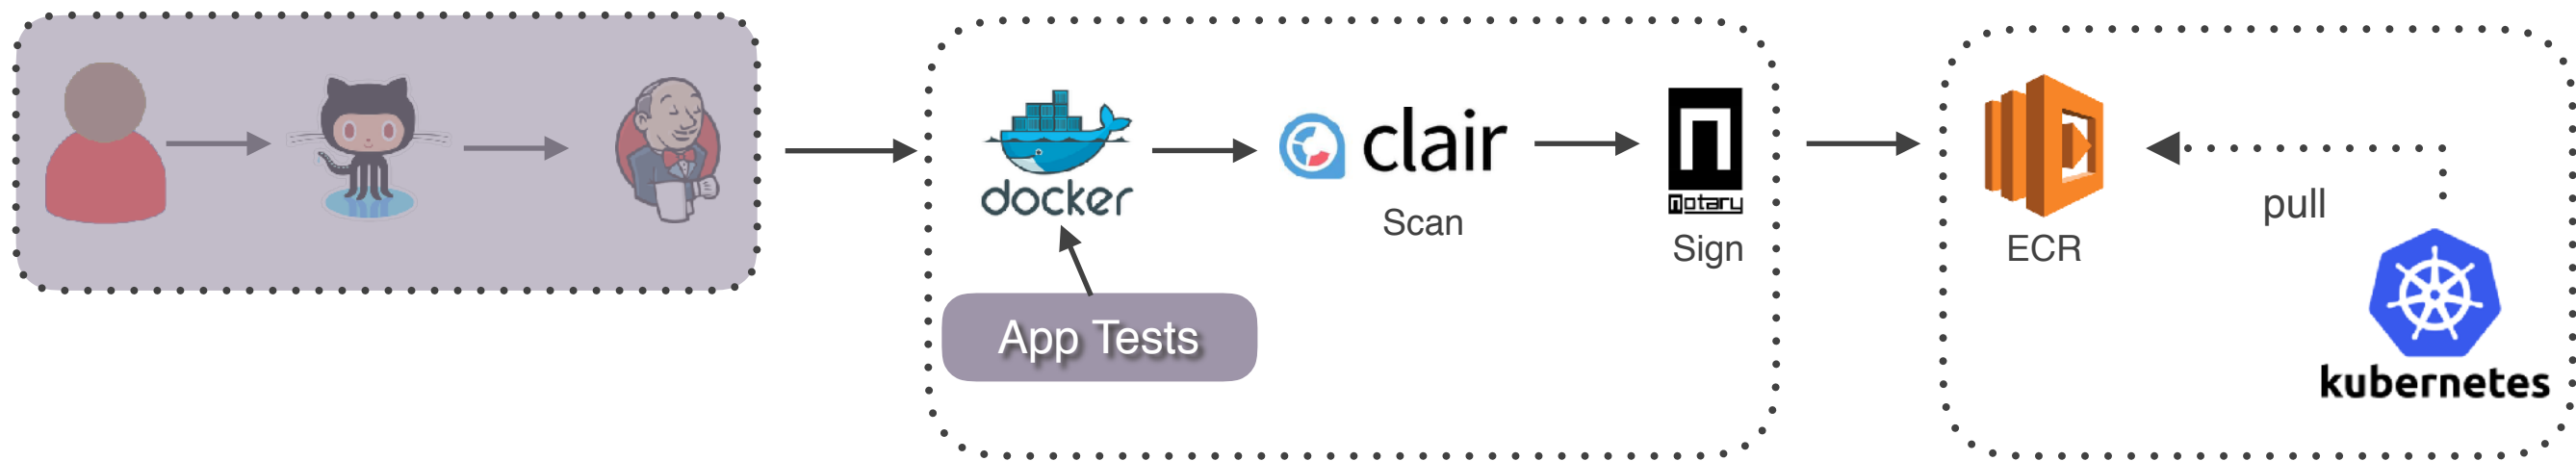 docker
clair
Scan
notary
Sign
App Tests
ECR
pull
kubernetes